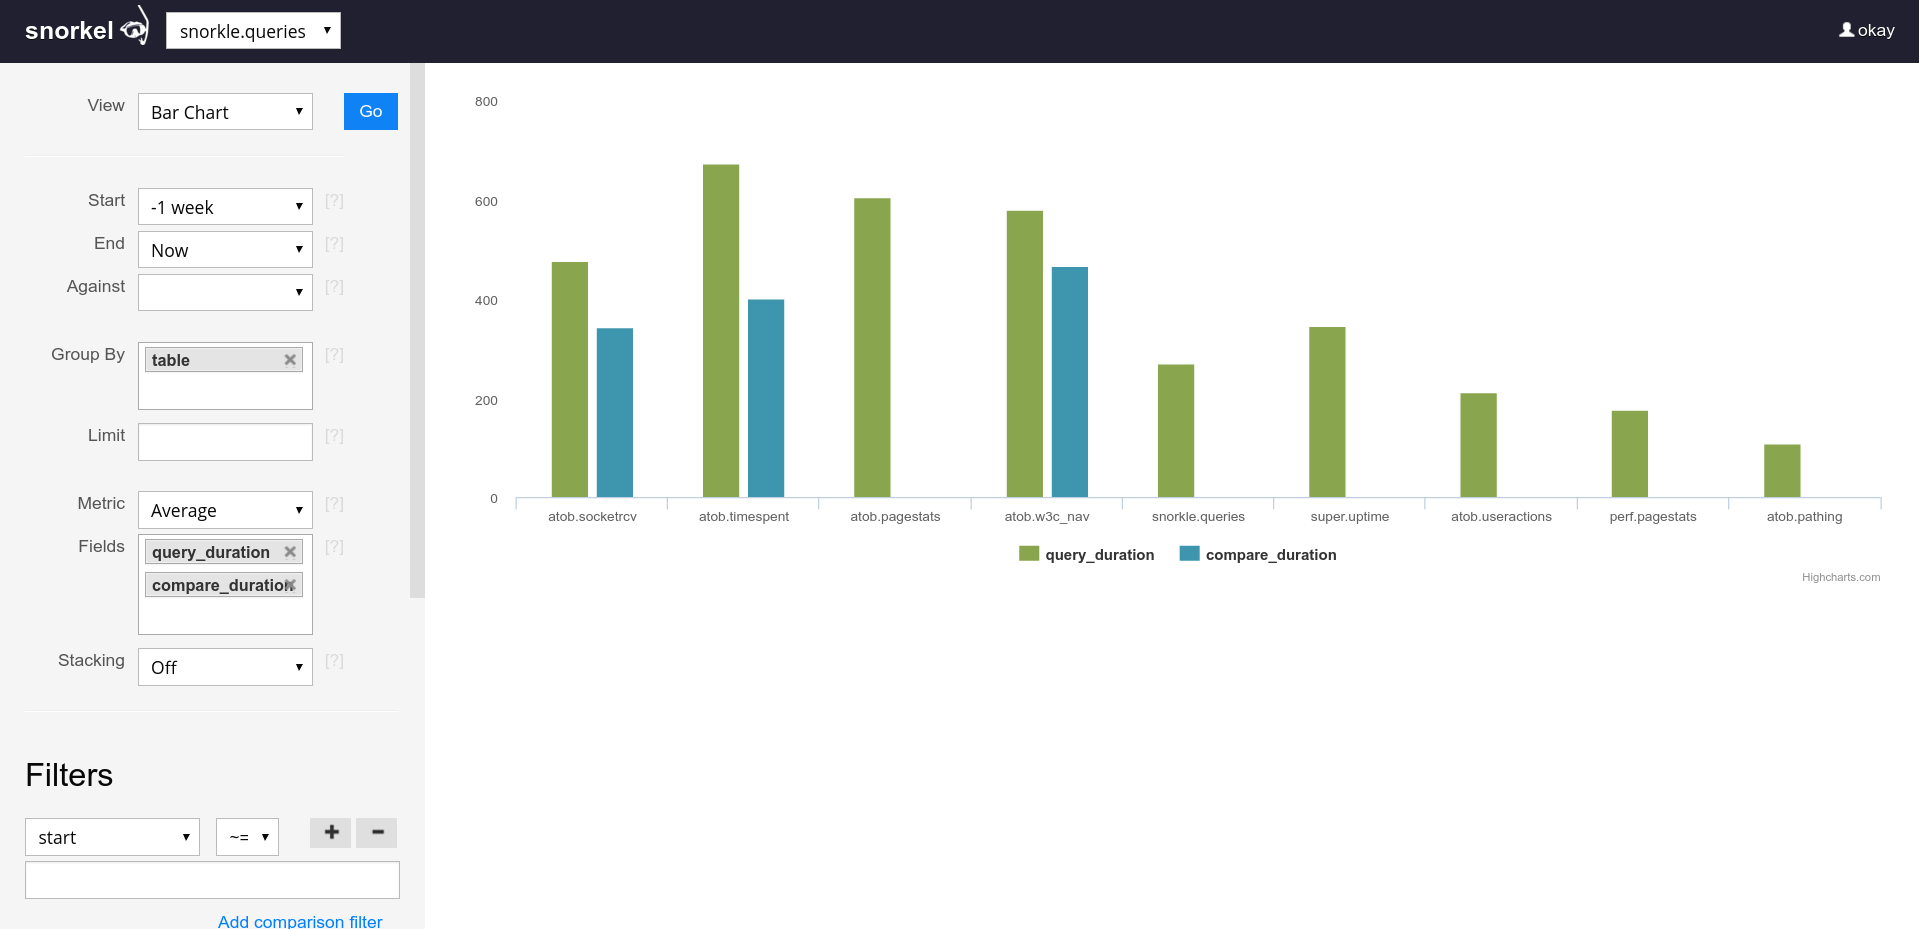 snorkel
snorkle.queries ▼
okay
View
Bar Chart ▼
Go
Start
-1 week ▼
[?]
End
Now ▼
[?]
Against
▼
[?]
Group By
table
[?]
Limit
[?]
Metric
Average ▼
[?]
Fields
query_duration
[?]
compare_duration
Stacking
Off ▼
[?]
Filters
start ▼
~= ▼
Add comparison filter
800
600
400
200
0
atob.socketrcv
atob.timespent
atob.pagestats
atob.w3c_nav
snorkle.queries
super.uptime
atob.useractions
perf.pagestats
atob.pathing
query_duration
compare_duration
Highcharts.com